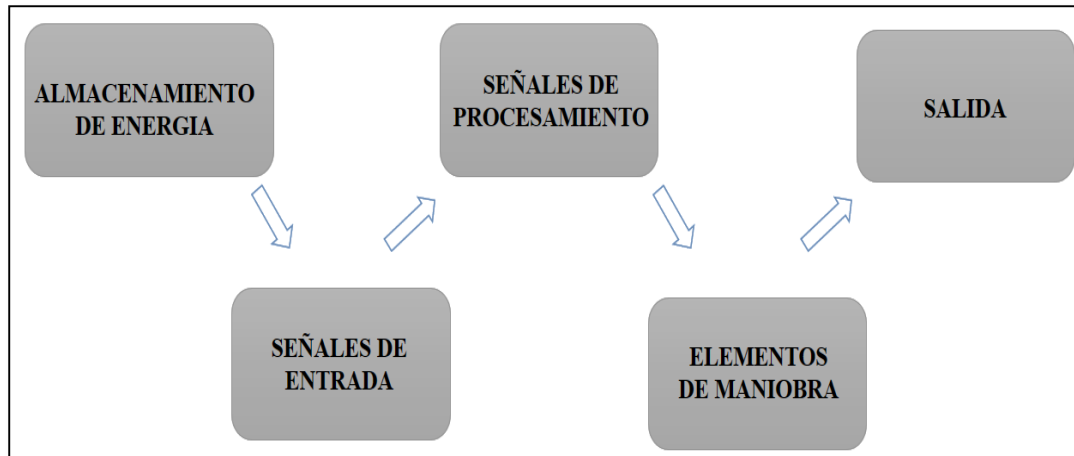 ALMACENAMIENTO
DE ENERGIA
SEÑALES DE
ENTRADA
SEÑALES DE
PROCESAMIENTO
ELEMENTOS
DE MANIOBRA
SALIDA